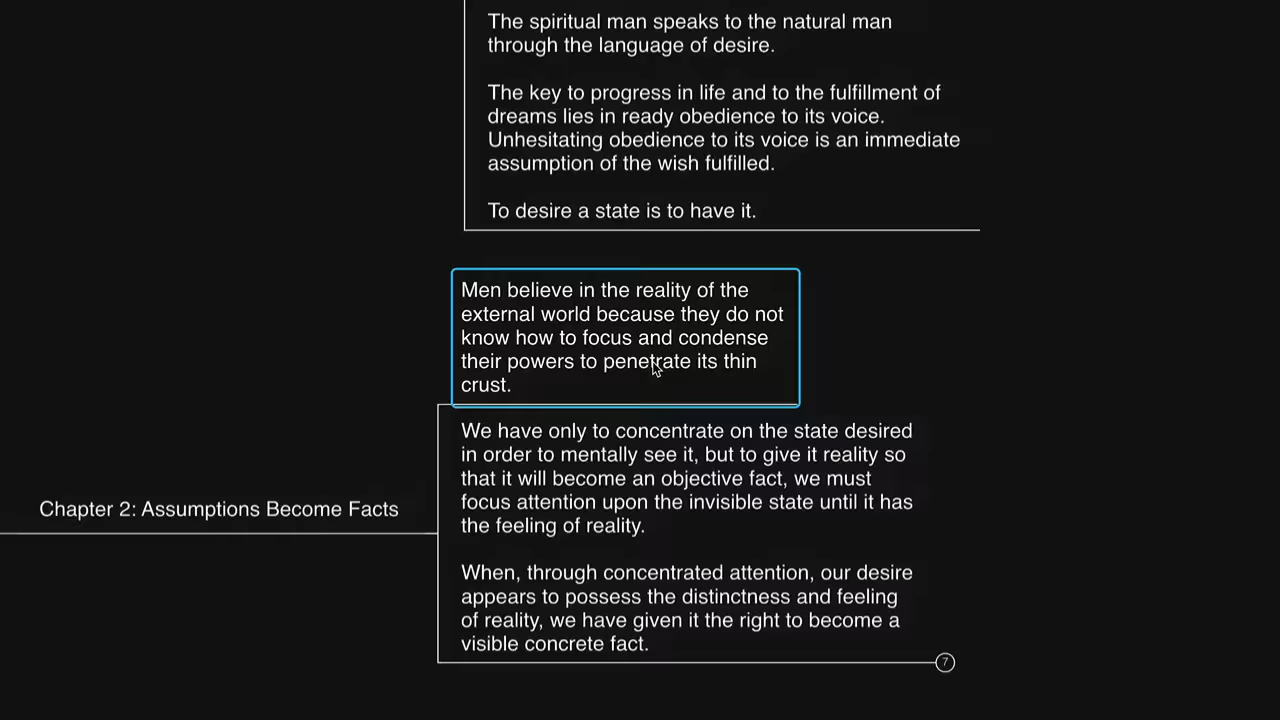 The spiritual man speaks to the natural man
through the language of desire.
The key to progress in life and to the fulfillment of
dreams lies in ready obedience to its voice.
Unhesitating obedience to its voice is an immediate
assumption of the wish fulfilled.
To desire a state is to have it.
Men believe in the reality of the
external world because they do not
know how to focus and condense
their powers to penetrate its thin
crust.
Chapter 2: Assumptions Become Facts
We have only to concentrate on the state desired
in order to mentally see it, but to give it reality so
that it will become an objective fact, we must
focus attention upon the invisible state until it has
the feeling of reality.
When, through concentrated attention, our desire
appears to possess the distinctness and feeling
of reality, we have given it the right to become a
visible concrete fact.
7